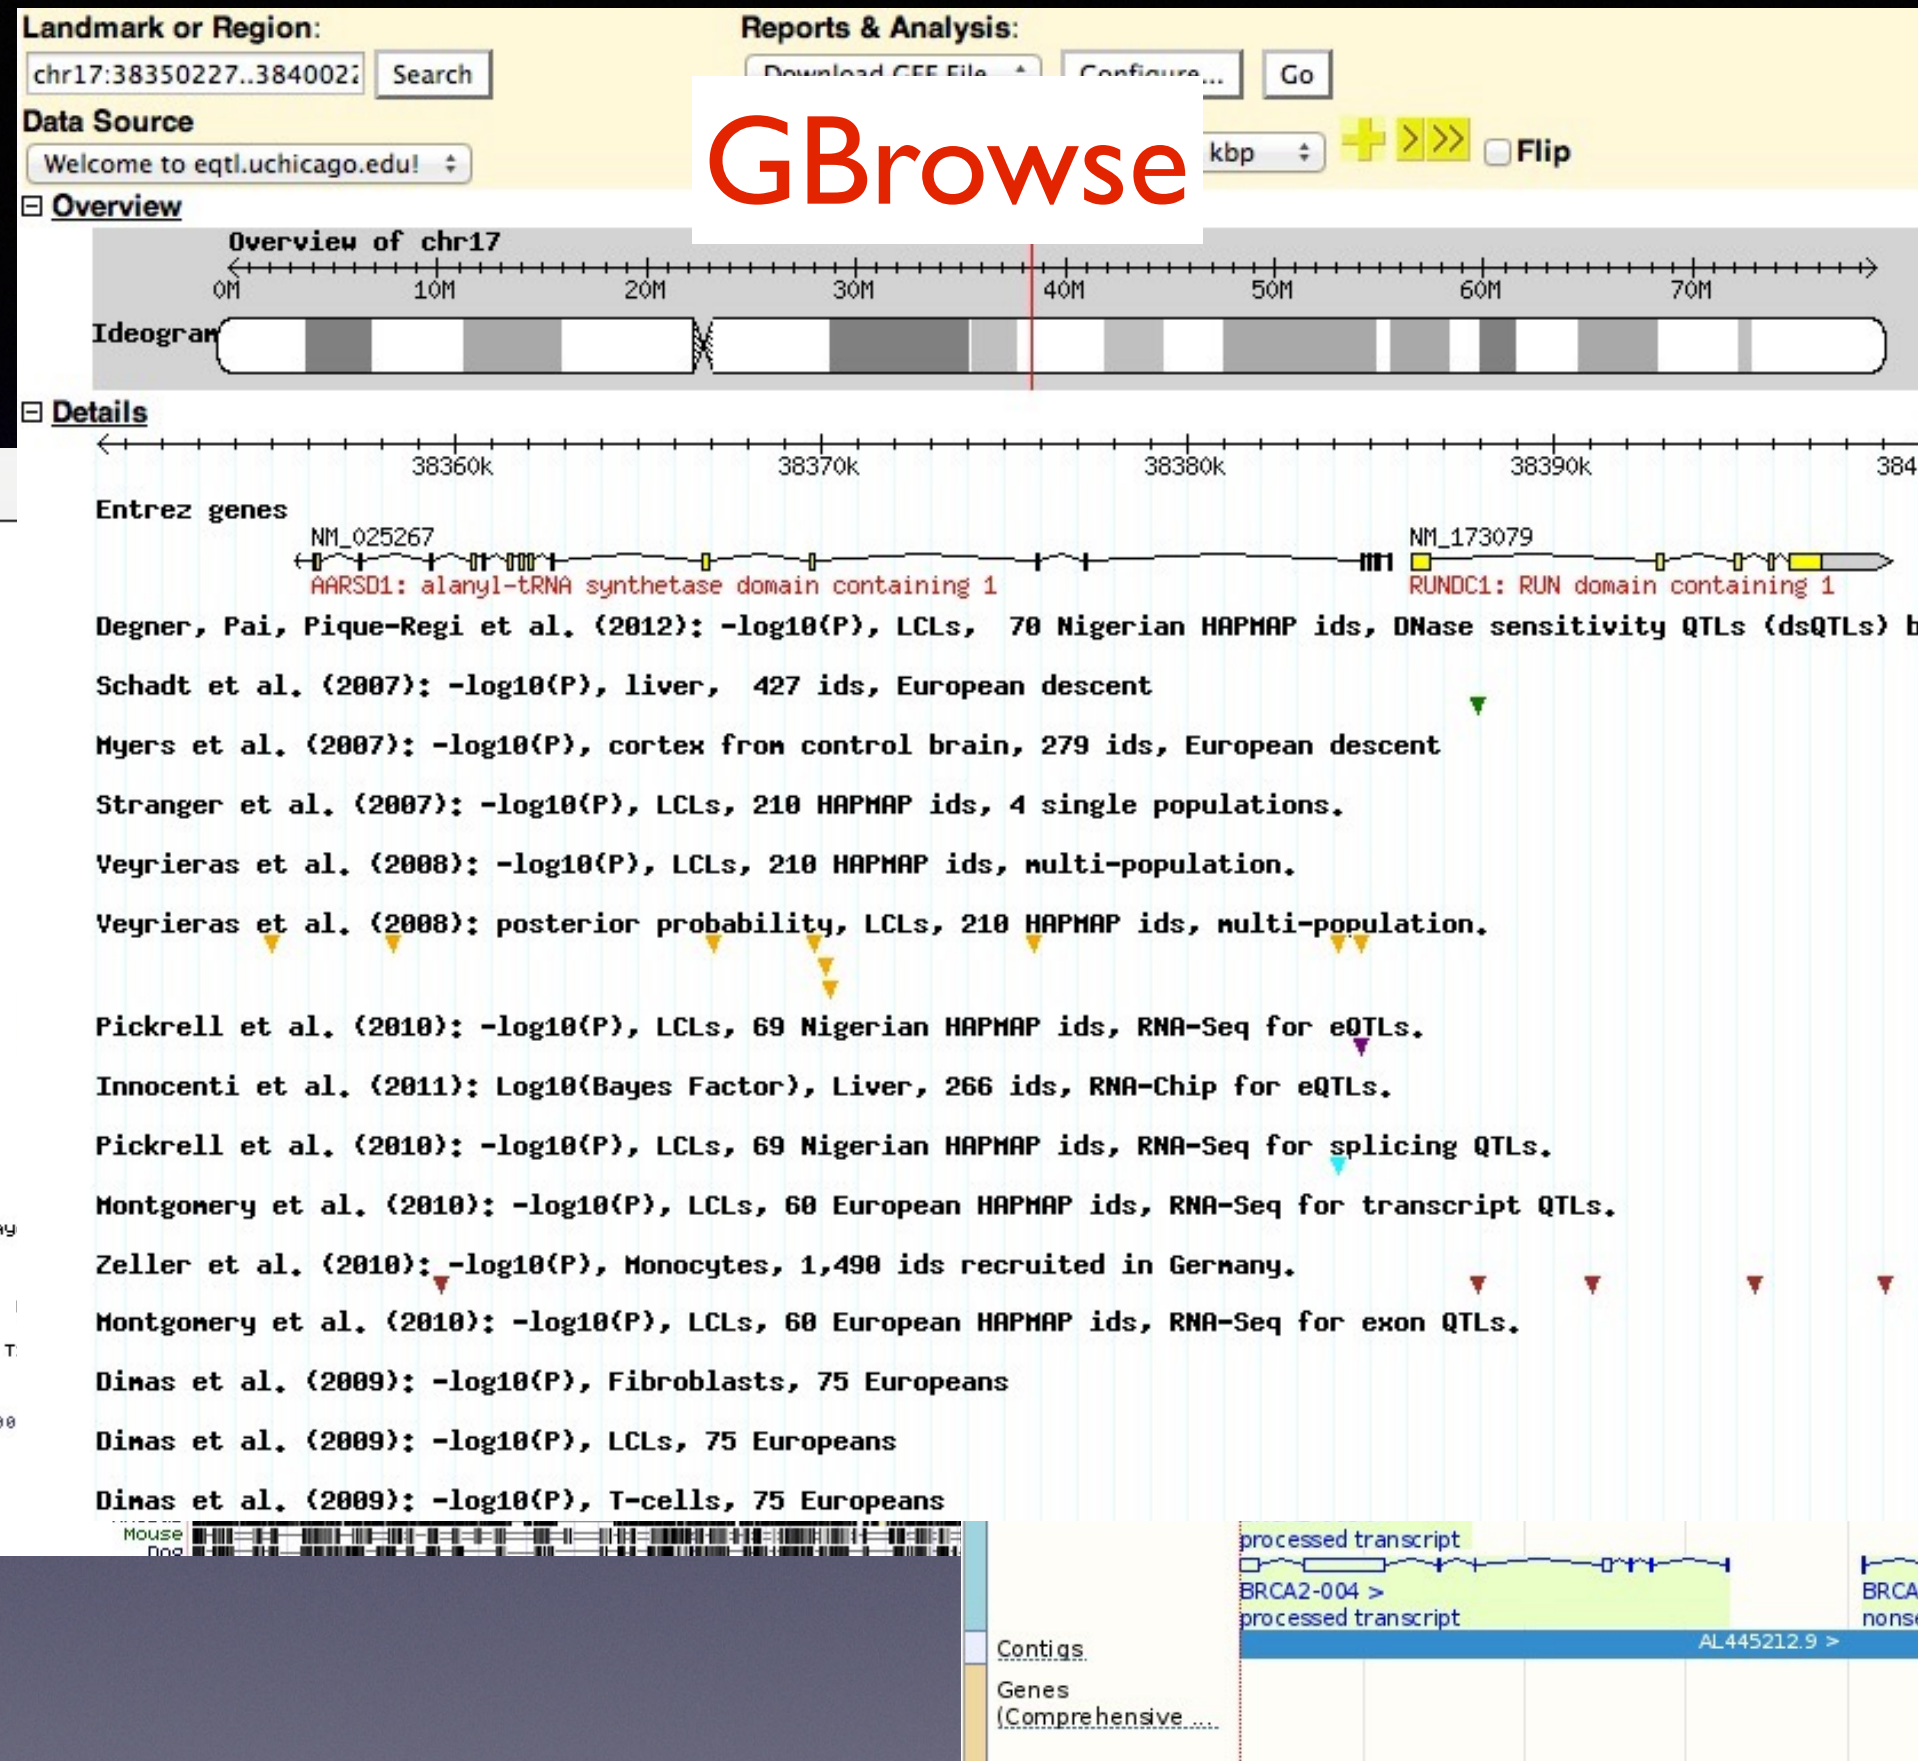 Landmark or Region:
Reports & Analysis:
chr17:38350227..3840022
Search
Download GFF File
Configure...
Go
Data Source
GBrowse
Welcome to eqtl.uchicago.edu!
kbp
Flip
Overview
Overview of chr17
0M 10M 20M 30M 40M 50M 60M 70M
Ideogram
Details
38360k 38370k 38380k 38390k 384
Entrez genes
NM_025267
NM_173079
AARSD1: alanyl-tRNA synthetase domain containing 1
RUNDC1: RUN domain containing 1
Degner, Pai, Pique-Regi et al. (2012): -log10(P), LCLs, 70 Nigerian HAPMAP ids, DNase sensitivity QTLs (dsQTLs) b
Schadt et al. (2007): -log10(P), liver, 427 ids, European descent
Myers et al. (2007): -log10(P), cortex from control brain, 279 ids, European descent
Stranger et al. (2007): -log10(P), LCLs, 210 HAPMAP ids, 4 single populations.
Veyrieras et al. (2008): -log10(P), LCLs, 210 HAPMAP ids, multi-population.
Veyrieras et al. (2008): posterior probability, LCLs, 210 HAPMAP ids, multi-population.
Pickrell et al. (2010): -log10(P), LCLs, 69 Nigerian HAPMAP ids, RNA-Seq for eQTLs.
Innocenti et al. (2011): Log10(Bayes Factor), Liver, 266 ids, RNA-Chip for eQTLs.
Pickrell et al. (2010): -log10(P), LCLs, 69 Nigerian HAPMAP ids, RNA-Seq for splicing QTLs.
Montgomery et al. (2010): -log10(P), LCLs, 60 European HAPMAP ids, RNA-Seq for transcript QTLs.
Zeller et al. (2010): -log10(P), Monocytes, 1,490 ids recruited in Germany.
Montgomery et al. (2010): -log10(P), LCLs, 60 European HAPMAP ids, RNA-Seq for exon QTLs.
Dimas et al. (2009): -log10(P), Fibroblasts, 75 Europeans
Dimas et al. (2009): -log10(P), LCLs, 75 Europeans
Dimas et al. (2009): -log10(P), T-cells, 75 Europeans
Mouse
Dog
processed transcript
BRCA2-004 >
BRCA
processed transcript
nons
AL445212.9 >
Contigs
Genes
(Comprehensive ...